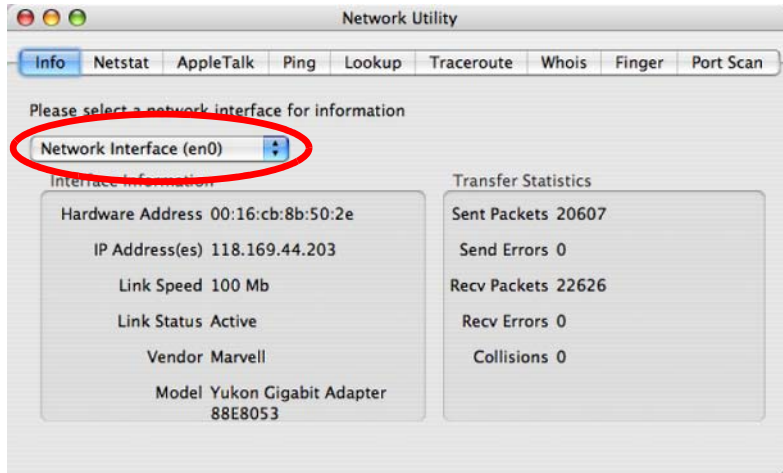 Network Utility
Info Netstat AppleTalk Ping Lookup Traceroute Whois Finger Port Scan
Please select a network interface for information
Network Interface (en0)
Interface Information
Hardware Address 00:16:cb:8b:50:2e
IP Address(es) 118.169.44.203
Link Speed 100 Mb
Link Status Active
Vendor Marvell
Model Yukon Gigabit Adapter
88E8053
Transfer Statistics
Sent Packets 20607
Send Errors 0
Recv Packets 22626
Recv Errors 0
Collisions 0